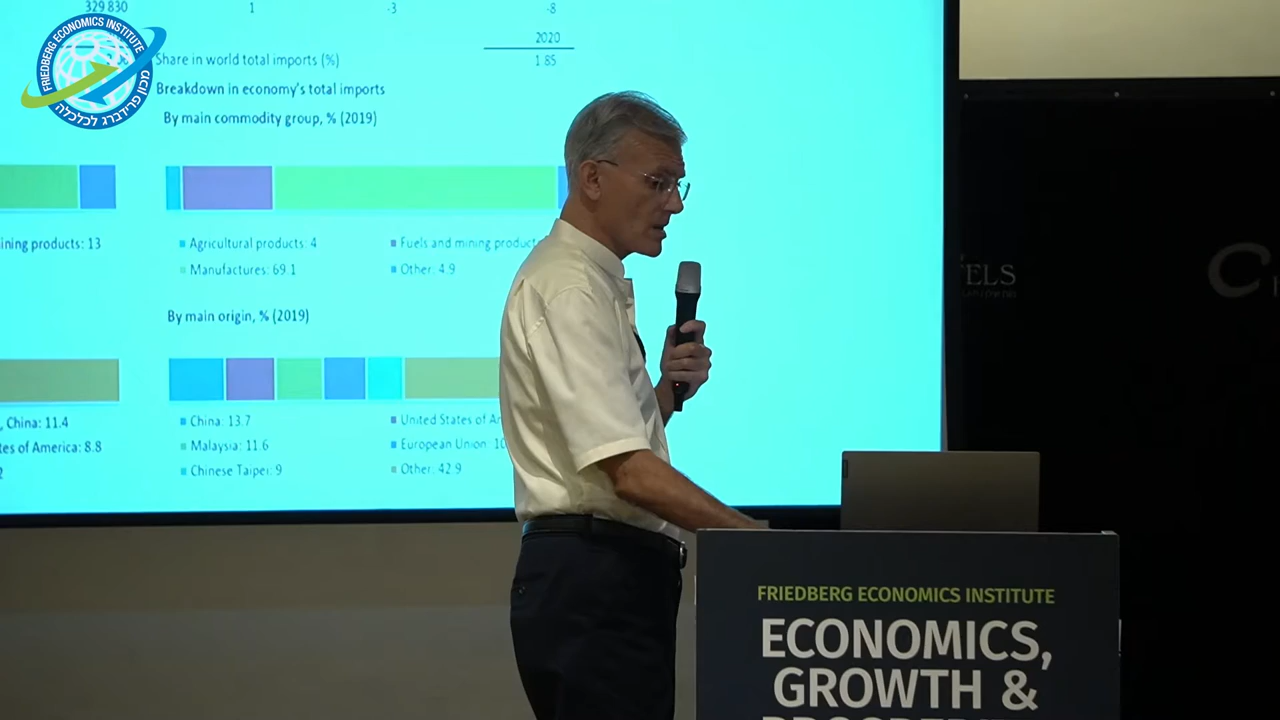 329 830
1
-3
-8
FRIEDBERG ECONOMICS INSTITUTE
מכון פרידברג לכלכלה
2020
Share in world total imports (%)
1.85
Breakdown in economy's total imports
By main commodity group, % (2019)
ining products: 13
Agricultural products: 4
Fuels and mining product
Manufactures: 69.1
Other: 4.9
By main origin, % (2019)
, China: 11.4
China: 13.7
United States of Am
tes of America: 8.8
Malaysia: 11.6
European Union: 10
2
Chinese Taipei: 9
Other: 42.9
ELS
FRIEDBERG ECONOMICS INSTITUTE
ECONOMICS,
GROWTH &
PROSPERITY